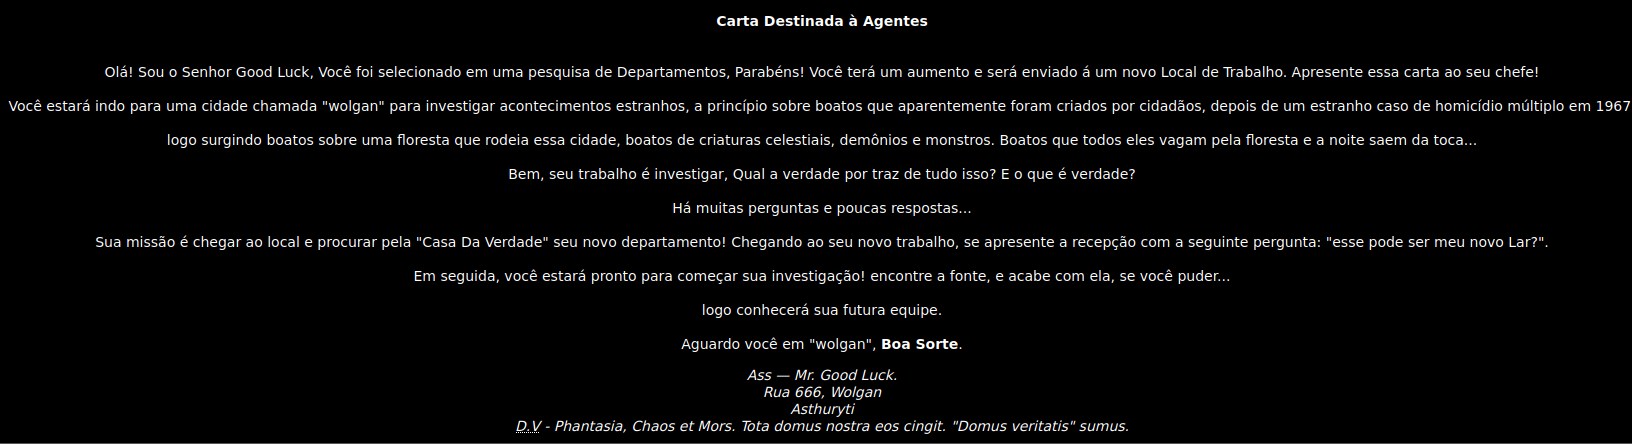 Carta Destinada à Agentes
Olá! Sou o Senhor Good Luck, Você foi selecionado em uma pesquisa de Departamentos, Parabéns! Você terá um aumento e será enviado á um novo Local de Trabalho. Apresente essa carta ao seu chefe!
Você estará indo para uma cidade chamada "wolgan" para investigar acontecimentos estranhos, a princípio sobre boatos que aparentemente foram criados por cidadãos, depois de um estranho caso de homicídio múltiplo em 1967
logo surgindo boatos sobre uma floresta que rodeia essa cidade, boatos de criaturas celestiais, demônios e monstros. Boatos que todos eles vagam pela floresta e a noite saem da toca...
Bem, seu trabalho é investigar, Qual a verdade por traz de tudo isso? E o que é verdade?
Há muitas perguntas e poucas respostas...
Sua missão é chegar ao local e procurar pela "Casa Da Verdade" seu novo departamento! Chegando ao seu novo trabalho, se apresente a recepção com a seguinte pergunta: "esse pode ser meu novo Lar?".
Em seguida, você estará pronto para começar sua investigação! encontre a fonte, e acabe com ela, se você puder...
logo conhecerá sua futura equipe.
Aguardo você em "wolgan", Boa Sorte.
Ass — Mr. Good Luck.
Rua 666, Wolgan
Asthuryti
D.V - Phantasia, Chaos et Mors. Tota domus nostra eos cingit. "Domus veritatis" sumus.